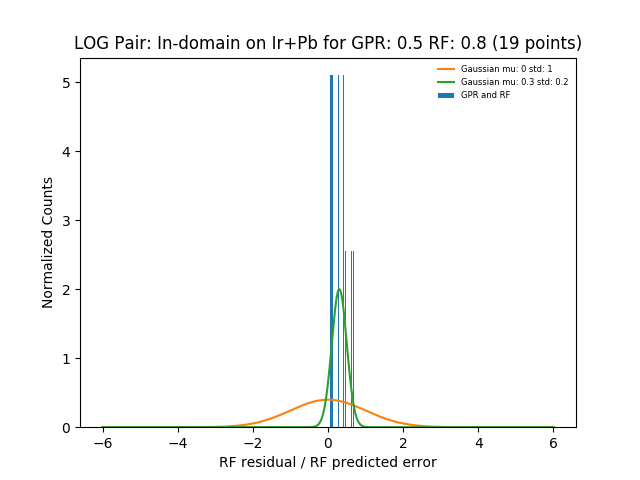 LOG Pair: In-domain on Ir+Pb for GPR: 0.5 RF: 0.8 (19 points)
Gaussian mu: 0 std: 1
Gaussian mu: 0.3 std: 0.2
GPR and RF
Normalized Counts
5
4
3
2
1
0
−6
−4
−2
0
2
4
6
RF residual / RF predicted error